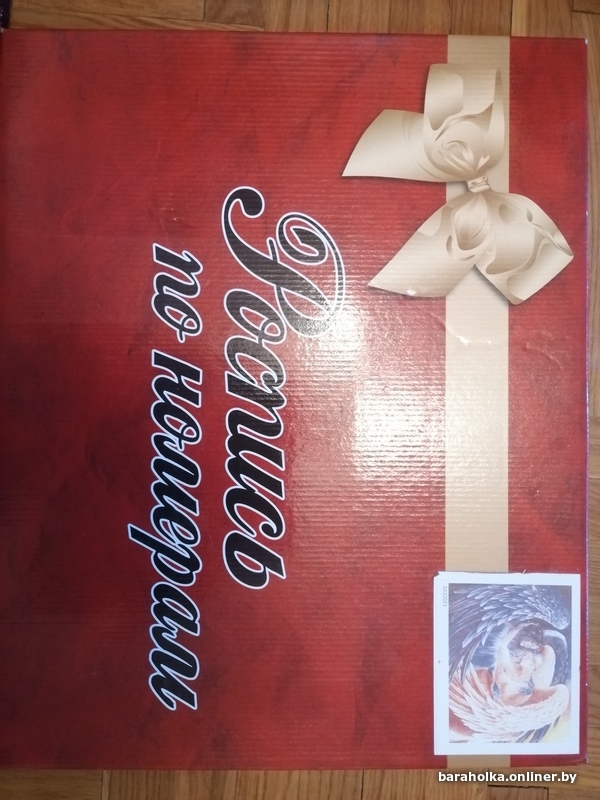 Роспись
по номерам
baraholka.onliner.by